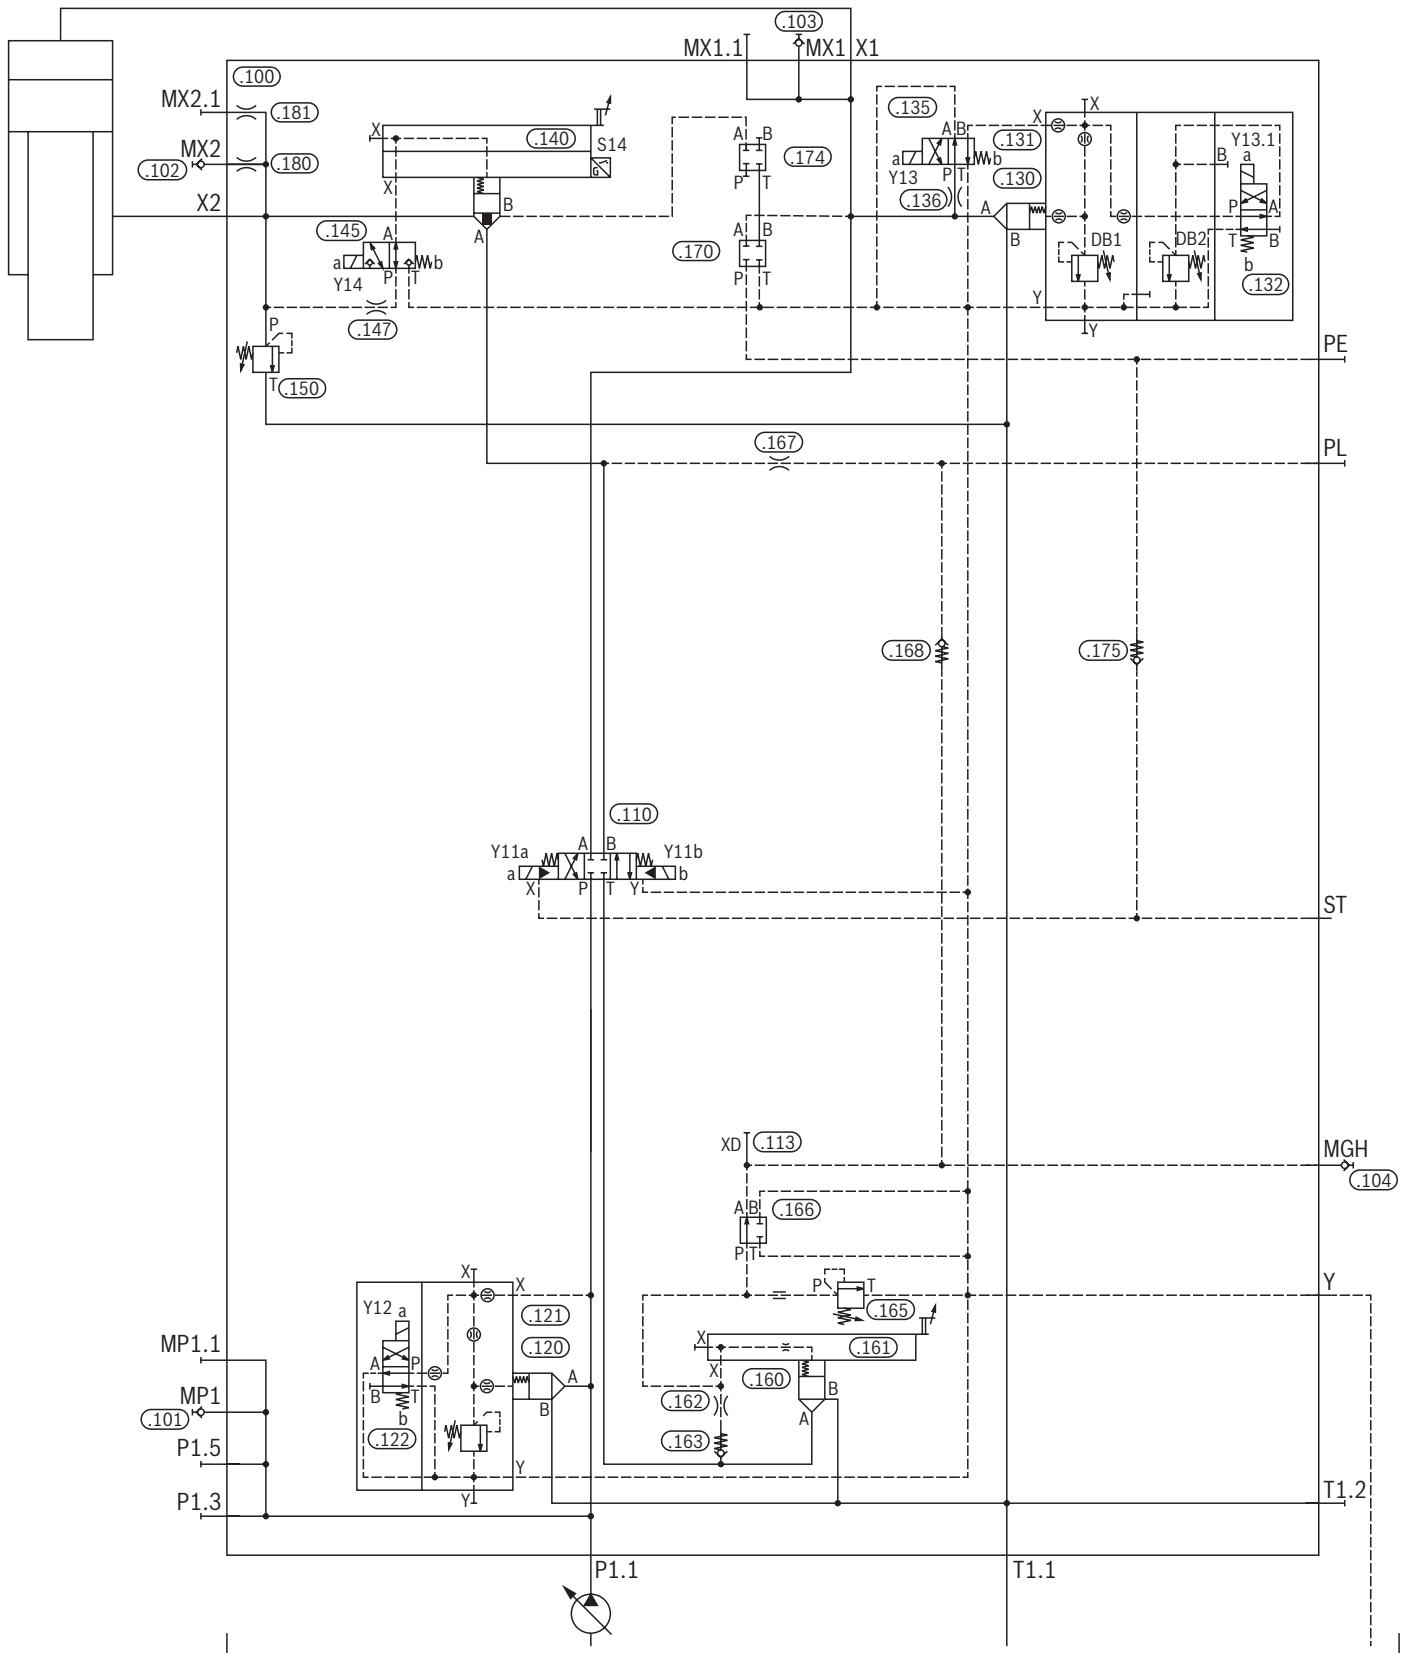 .103
MX1.1
MX1
X1
.100
MX2.1
.181
MX2
.102
.180
X2
X
.140
S14
G
X
B
A
A
B
.174
P
T
.135
A
B
a
b
Y13
P
T
.136
.131
.130
X
X
A
B
B
Y13.1
a
P
A
T
B
b
.132
DB1
DB2
Y
Y
.145
A
a
b
Y14
P
T
.147
A
B
.170
P
T
P
T
.150
PE
.167
PL
.168
.175
.110
Y11a
A
B
Y11b
a
b
X
P
T
Y
ST
XD
.113
MGH
.104
A
B
.166
P
T
X
X
Y12
a
.121
.120
A
P
B
T
b
.122
A
B
Y
Y
P
T
.165
Y
X
.161
X
.160
B
A
.162
.163
MP1.1
MP1
.101
P1.5
P1.3
T1.2
P1.1
T1.1